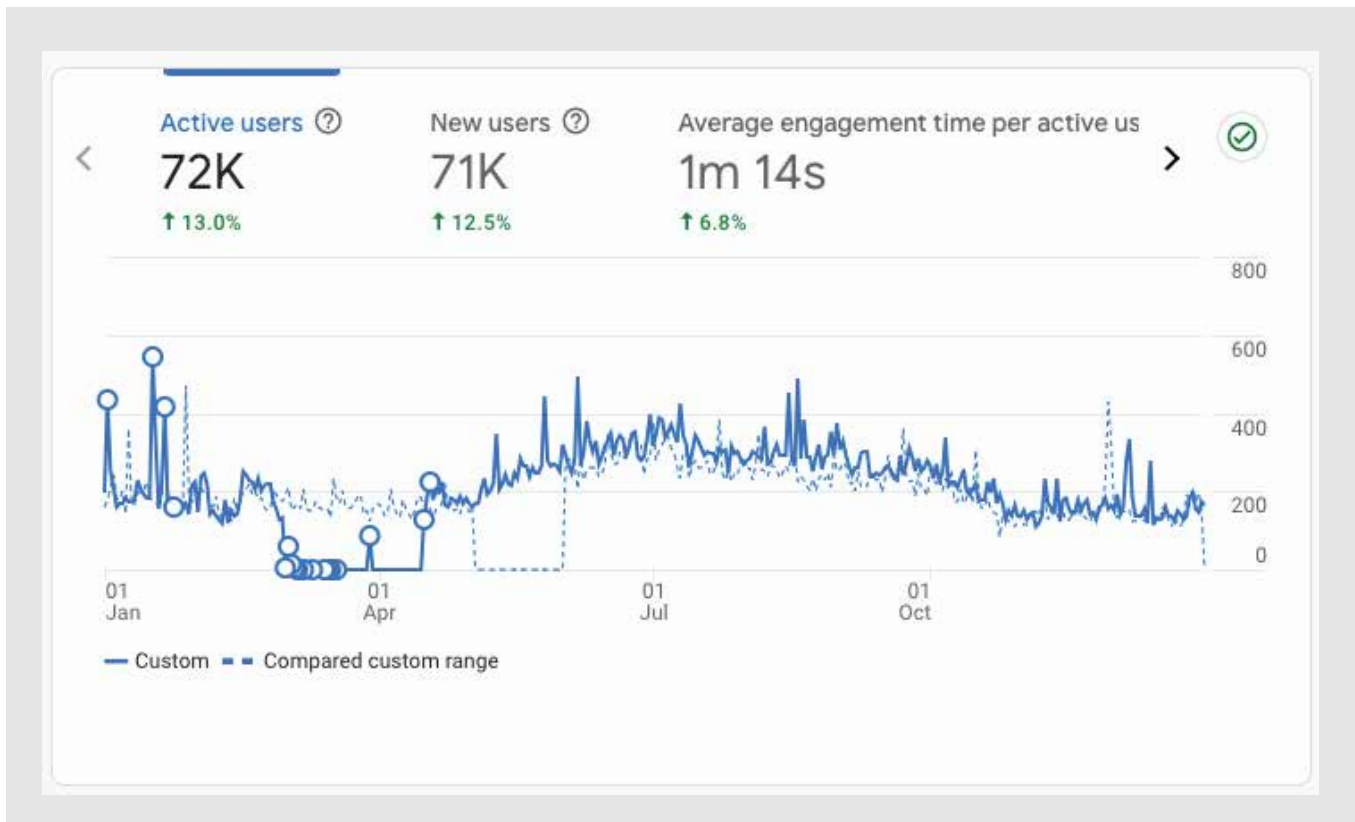 Active users New users Average engagement time per active us
72K 71K 1m 14s
↑ 13.0% ↑ 12.5% ↑ 6.8%
800
600
400
200
0
01 01 01 01
Jan Apr Jul Oct
Custom Compared custom range